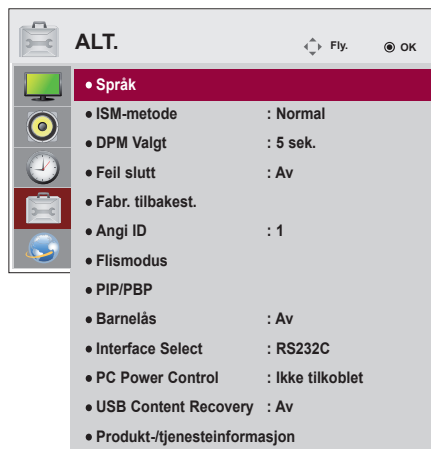 ALT. Fly. OK
• Språk
• ISM-metode : Normal
• DPM Valgt : 5 sek.
• Feil slutt : Av
• Fabr. tilbakest.
• Angi ID : 1
• Flismodus
• PIP/PBP
• Barnelås : Av
• Interface Select : RS232C
• PC Power Control : Ikke tilkoblet
• USB Content Recovery : Av
• Produkt-/tjenesteinformasjon